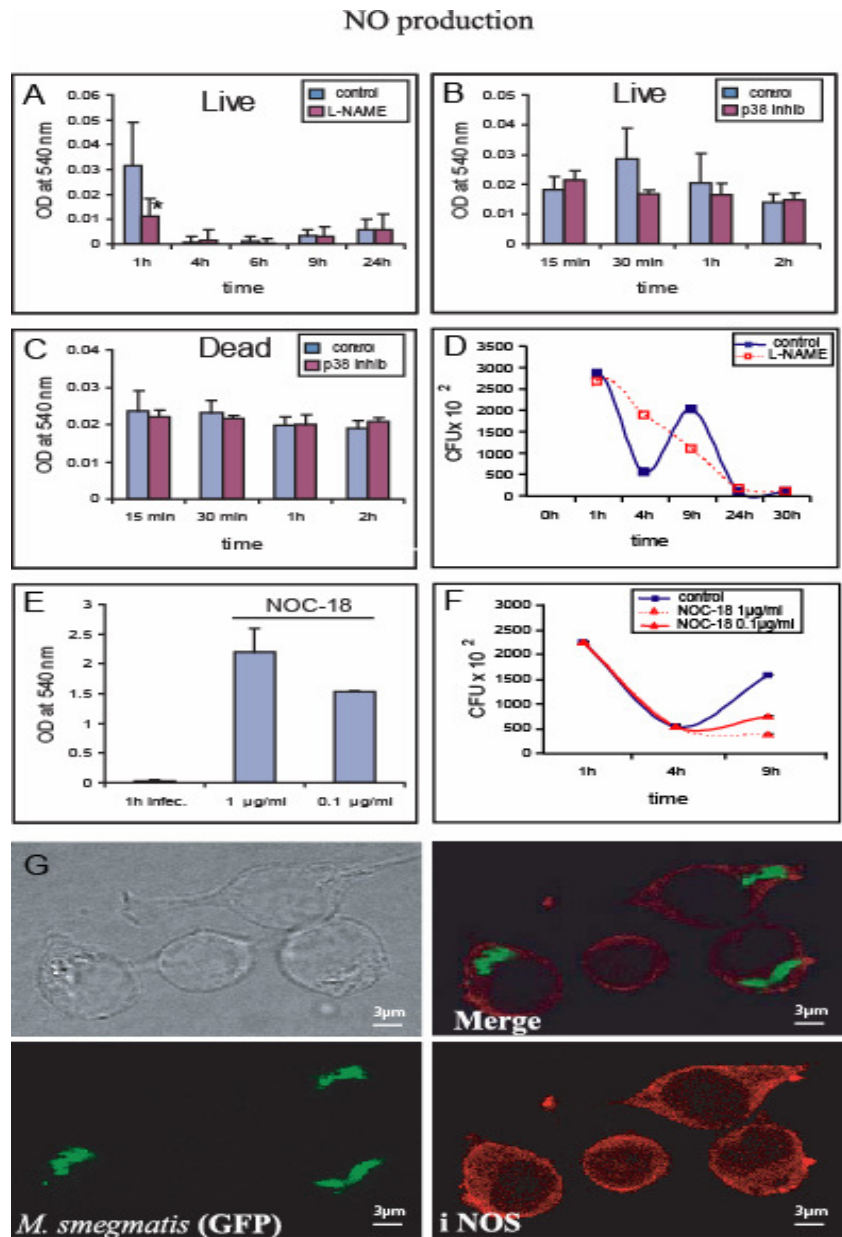 NO production
A
Live
control
L-NAME
OD at 540 nm
0.06
0.05
0.04
0.03
0.02
0.01
0
*
1h 4h 6h 9h 24h
time
B
Live
control
p38 Inhib
OD at 540 nm
0.06
0.05
0.04
0.03
0.02
0.01
0
15 min 30 min 1h 2h
time
C
Dead
control
p38 Inhib
OD at 540 nm
0.04
0.03
0.02
0.01
0
15 min 30 min 1h 2h
time
D
control
L-NAME
CFU x 10 2
3500
3000
2500
2000
1500
1000
500
0
0h 1h 4h 9h 24h 30h
time
E
NOC-18
OD at 540 nm
3
2.5
2
1.5
1
0.5
0
1h Infec. 1 µg/ml 0.1 µg/ml
F
control
NOC-18 1µg/ml
NOC-18 0.1µg/ml
CFU x 10 2
3000
2500
2000
1500
1000
500
0
1h 4h 9h
time
G
3µm
Merge
3µm
M. smegmatis (GFP)
3µm
i NOS
3µm